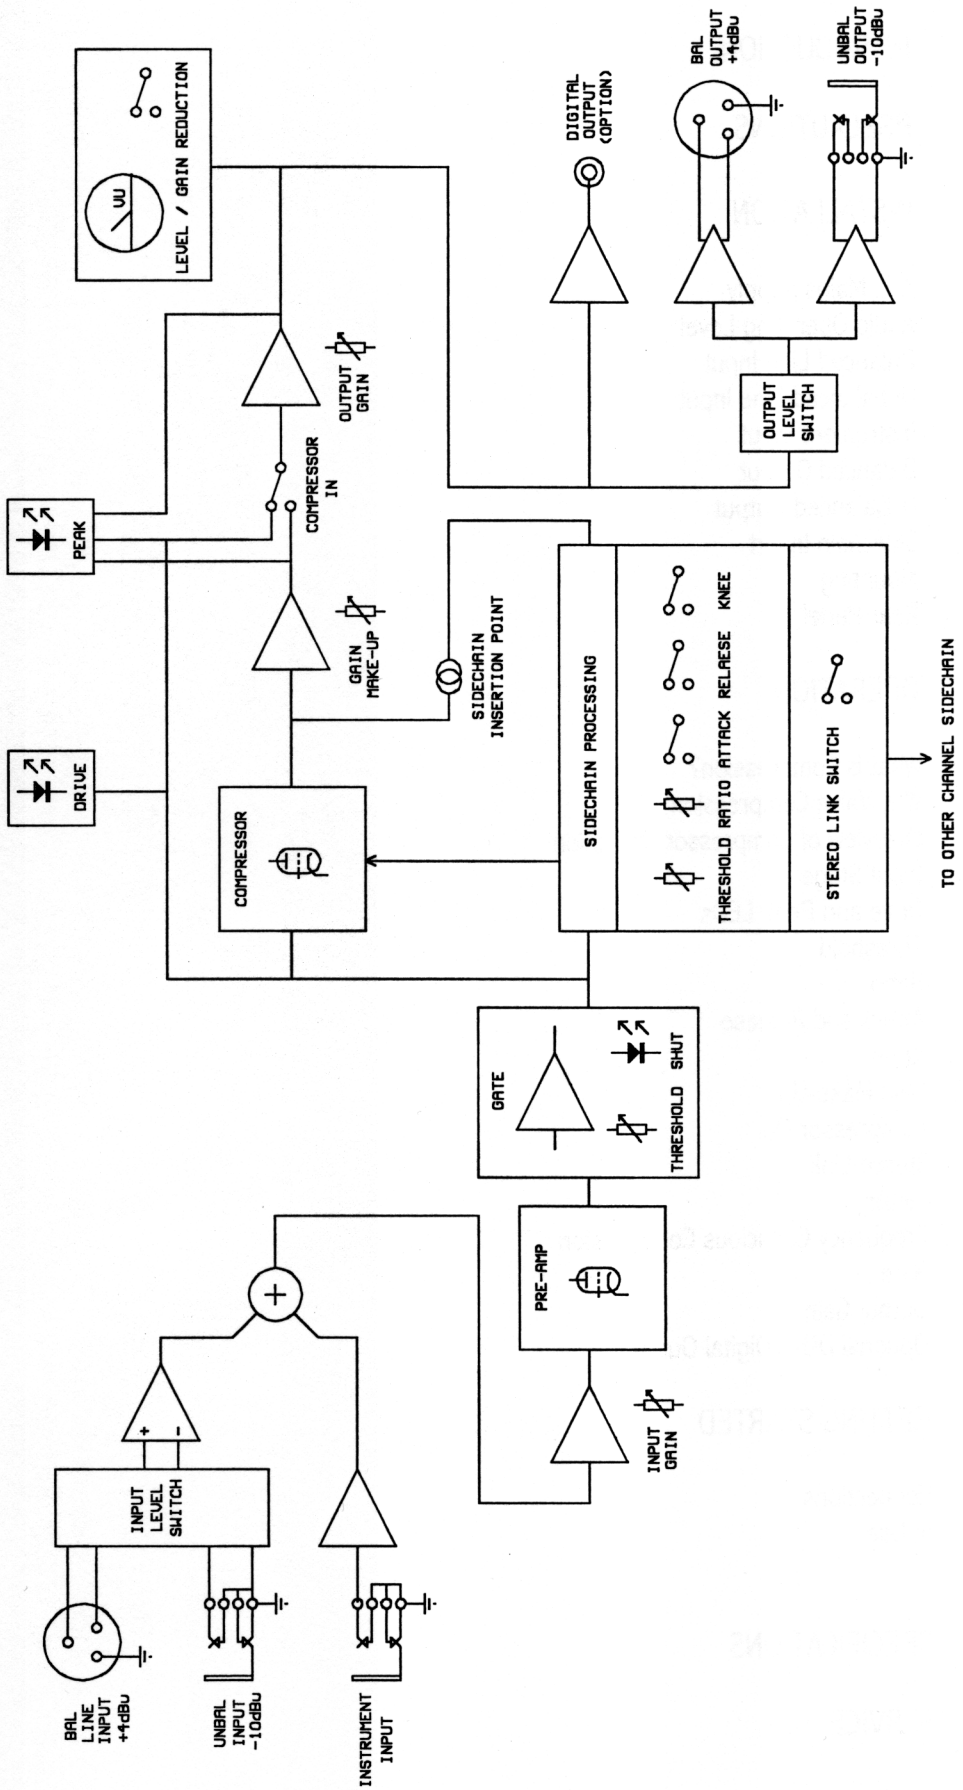 BAL
LINE
INPUT
+4dBu
UNBAL
INPUT
-10dBu
INSTRUMENT
INPUT
INPUT
LEVEL
SWITCH
+
-
+
INPUT
GAIN
PRE-AMP
GATE
THRESHOLD SHUT
DRIVE
PEAK
COMPRESSOR
GAIN
MAKE-UP
COMPRESSOR
IN
OUTPUT
GAIN
VU
LEVEL / GAIN REDUCTION
SIDECHAIN
INSERTION POINT
SIDECHAIN PROCESSING
THRESHOLD RATIO ATTACK RELAESE KNEE
STEREO LINK SWITCH
TO OTHER CHANNEL SIDECHAIN
OUTPUT
LEVEL
SWITCH
DIGITAL
OUTPUT
(OPTION)
BAL
OUTPUT
+4dBu
UNBAL
OUTPUT
-10dBu